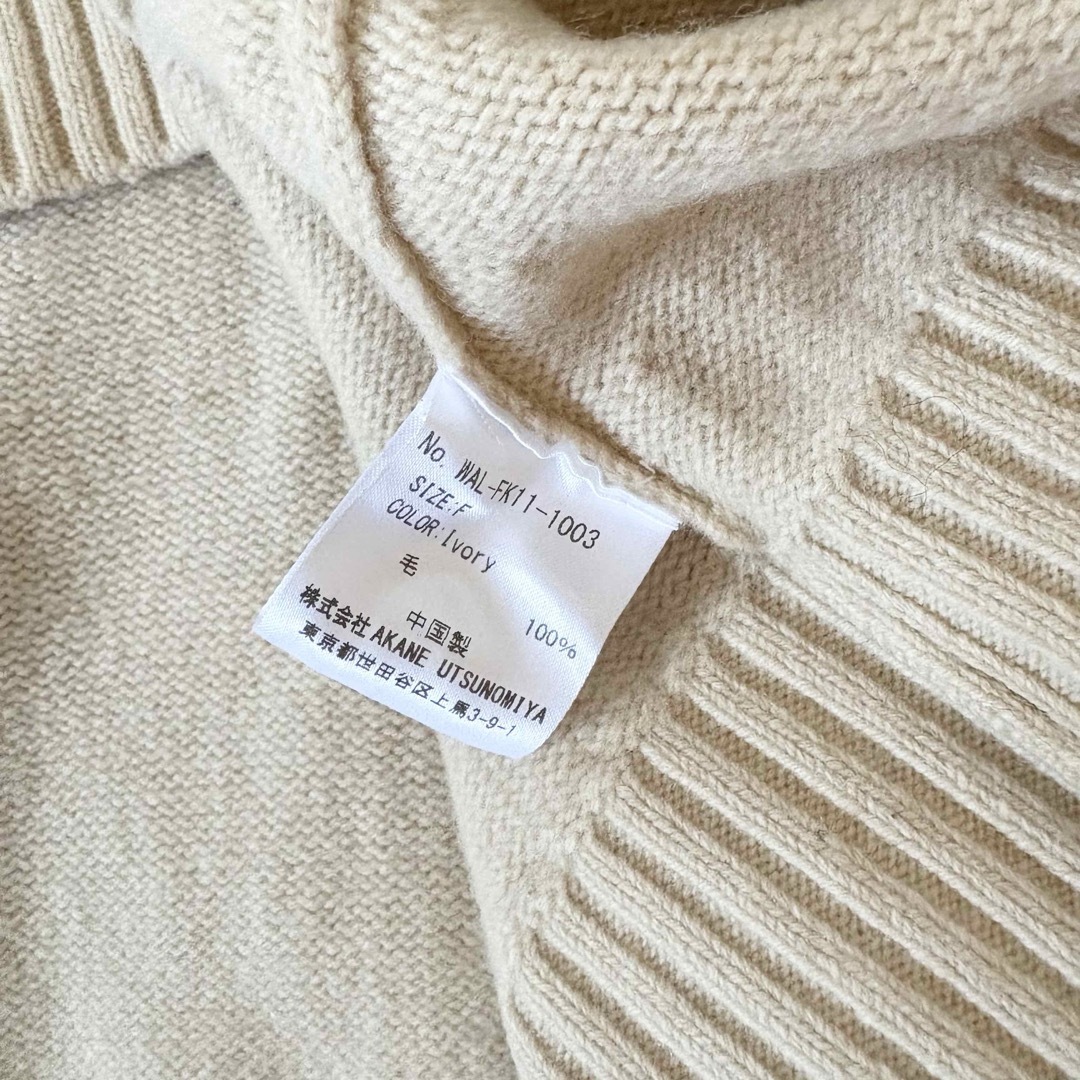 No. WAL-FK11-1003
SIZE:F
COLOR:Ivory
毛 100%
中国製
株式会社 AKANE UTSUNOMIYA
東京都世田谷区上馬3-9-1